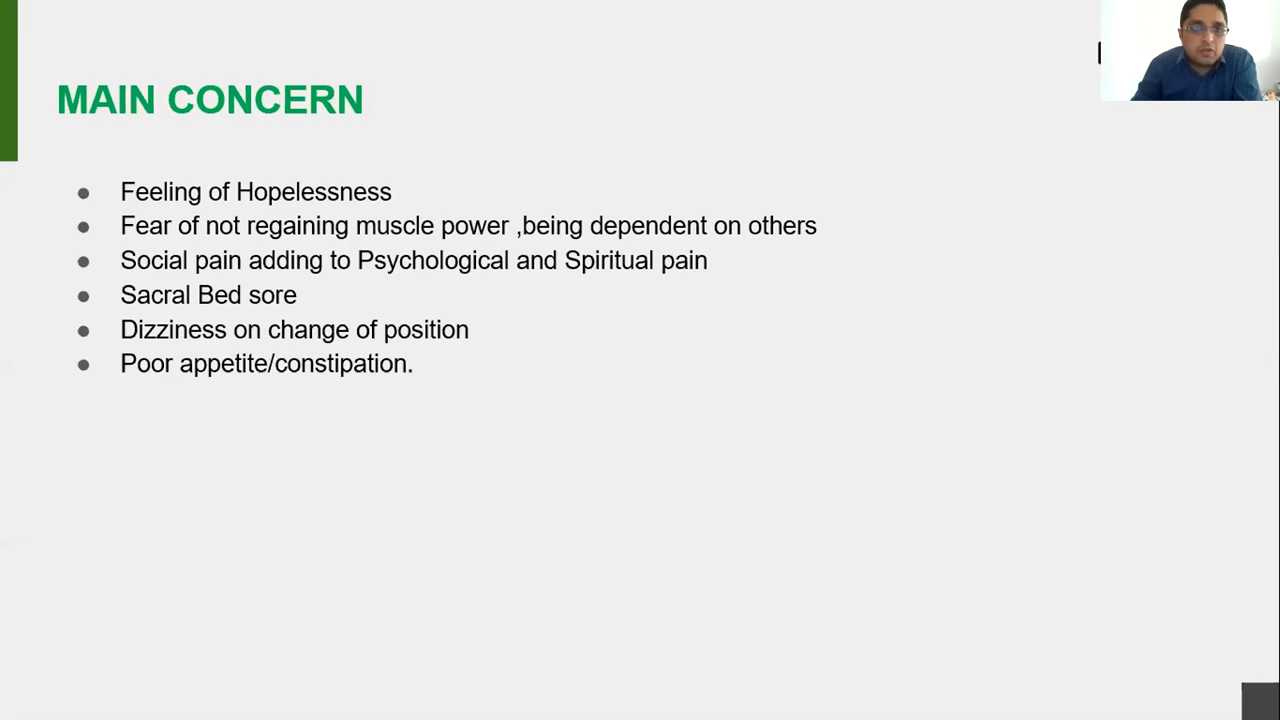 MAIN CONCERN
● Feeling of Hopelessness
● Fear of not regaining muscle power ,being dependent on others
● Social pain adding to Psychological and Spiritual pain
● Sacral Bed sore
● Dizziness on change of position
● Poor appetite/constipation.